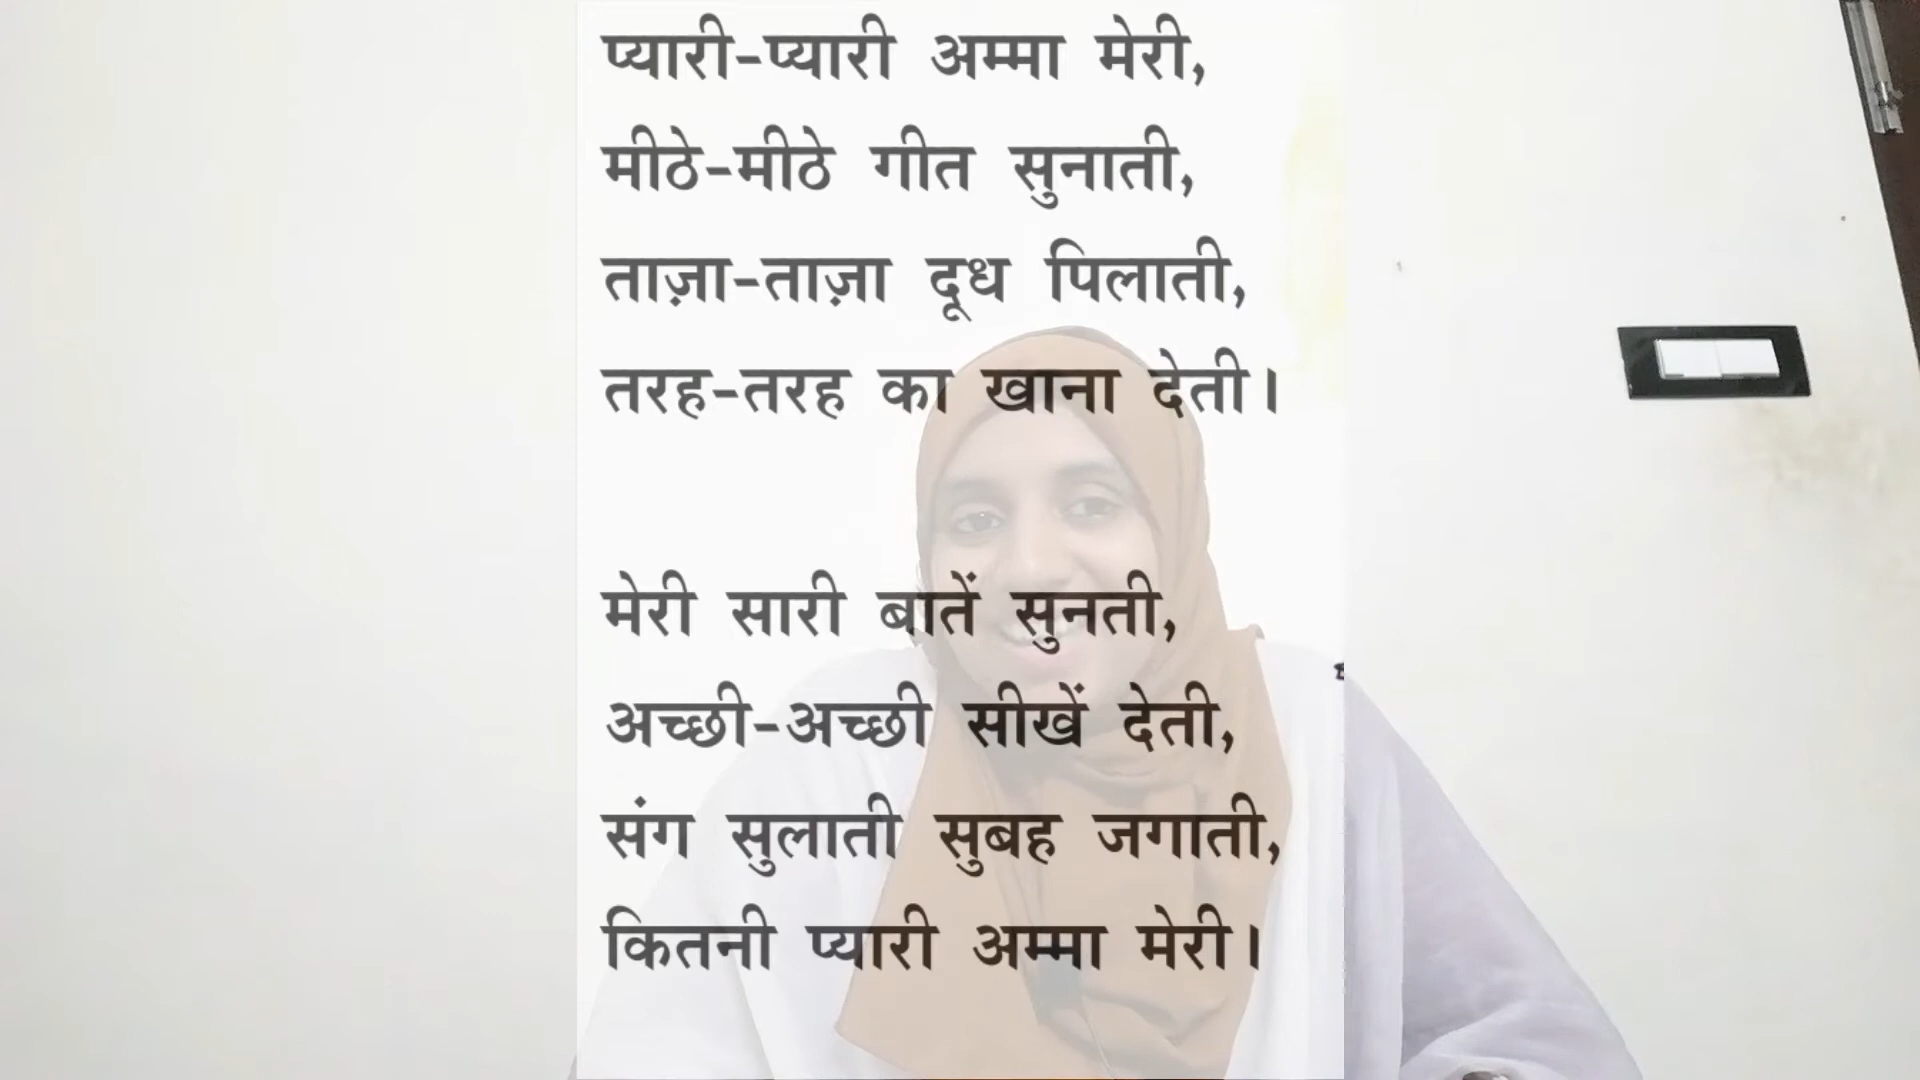 प्यारी-प्यारी अम्मा मेरी,
मीठे-मीठे गीत सुनाती,
ताज़ा-ताज़ा दूध पिलाती,
तरह-तरह का खाना देती।
मेरी सारी बातें सुनती,
अच्छी-अच्छी सीखें देती,
संग सुलाती सुबह जगाती,
कितनी प्यारी अम्मा मेरी।